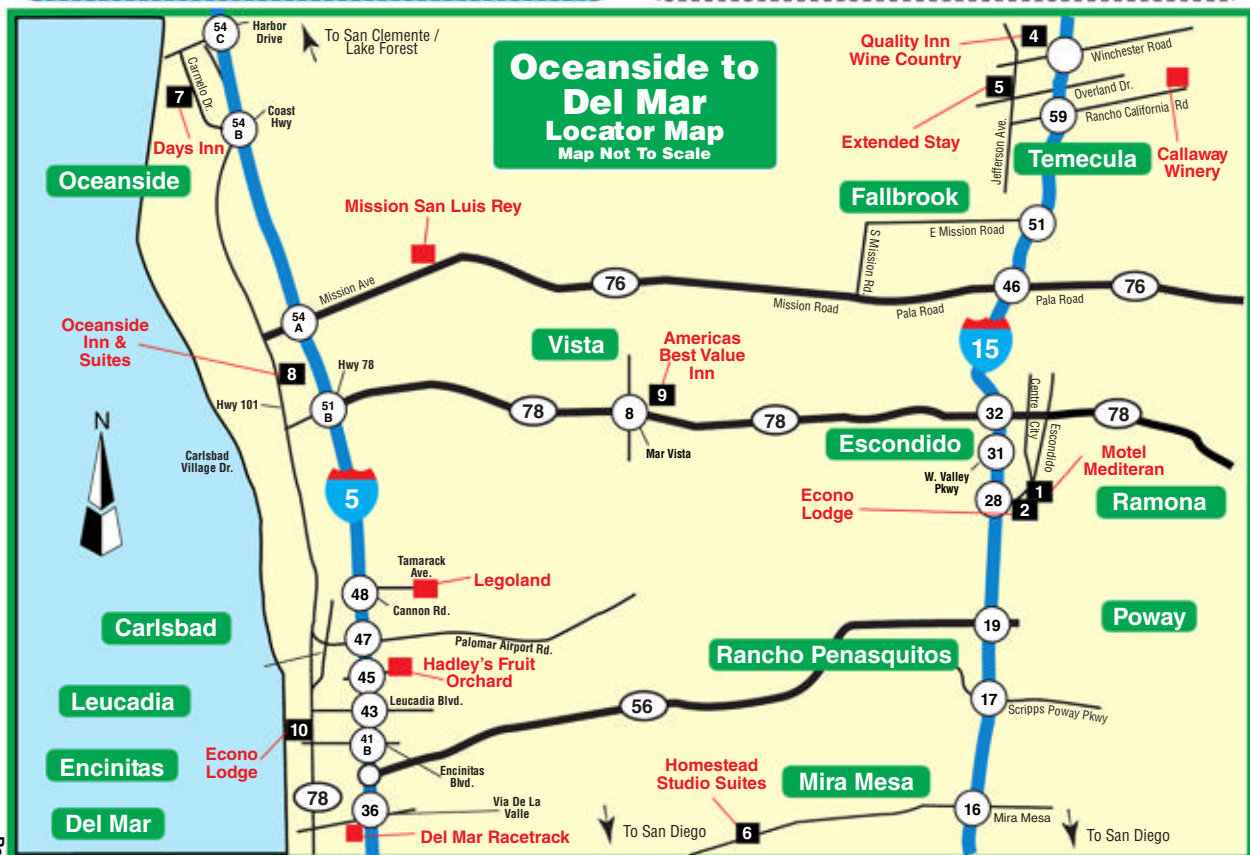 54
C
Harbor
Drive
To San Clemente /
Lake Forest
Oceanside to
Del Mar
Locator Map
Map Not To Scale
Quality Inn
Wine Country
4
Winchester Road
Carmelo Dr.
7
54
B
Coast
Hwy
Days Inn
5
Overland Dr.
59
Rancho California Rd
Extended Stay
Jefferson Ave.
Temecula
Callaway
Winery
Oceanside
Fallbrook
Mission San Luis Rey
51
E Mission Road
S Mission Rd
Mission Ave
76
46
76
Mission Road
Pala Road
Pala Road
54
A
Oceanside
Inn &
Suites
Vista
Americas
Best Value
Inn
15
8
Hwy 78
9
Hwy 101
51
B
78
8
78
32
78
Centre City
Escondido
Mar Vista
Escondido
31
W. Valley
Pkwy
Motel
Mediteran
N
Carlsbad
Village Dr.
5
Econo
Lodge
28
1
2
Ramona
Tamarack
Ave.
48
Legoland
Cannon Rd.
Carlsbad
47
Palomar Airport Rd.
19
Poway
Rancho Penasquitos
45
Hadley's Fruit
Orchard
Leucadia
43
Leucadia Blvd.
56
17
Scripps Poway Pkwy
10
41
B
Econo
Lodge
Encinitas
Encinitas
Blvd.
Homestead
Studio Suites
Mira Mesa
78
36
Via De La
Valle
16
Mira Mesa
Del Mar
Del Mar Racetrack
To San Diego
6
To San Diego